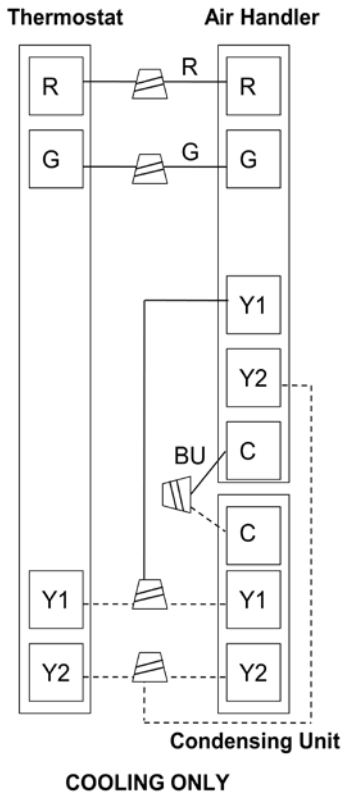 Thermostat Air Handler
R R R
G G G
Y1
Y2
BU C
C
Y1 Y1
Y2 Y2
Condensing Unit
COOLING ONLY